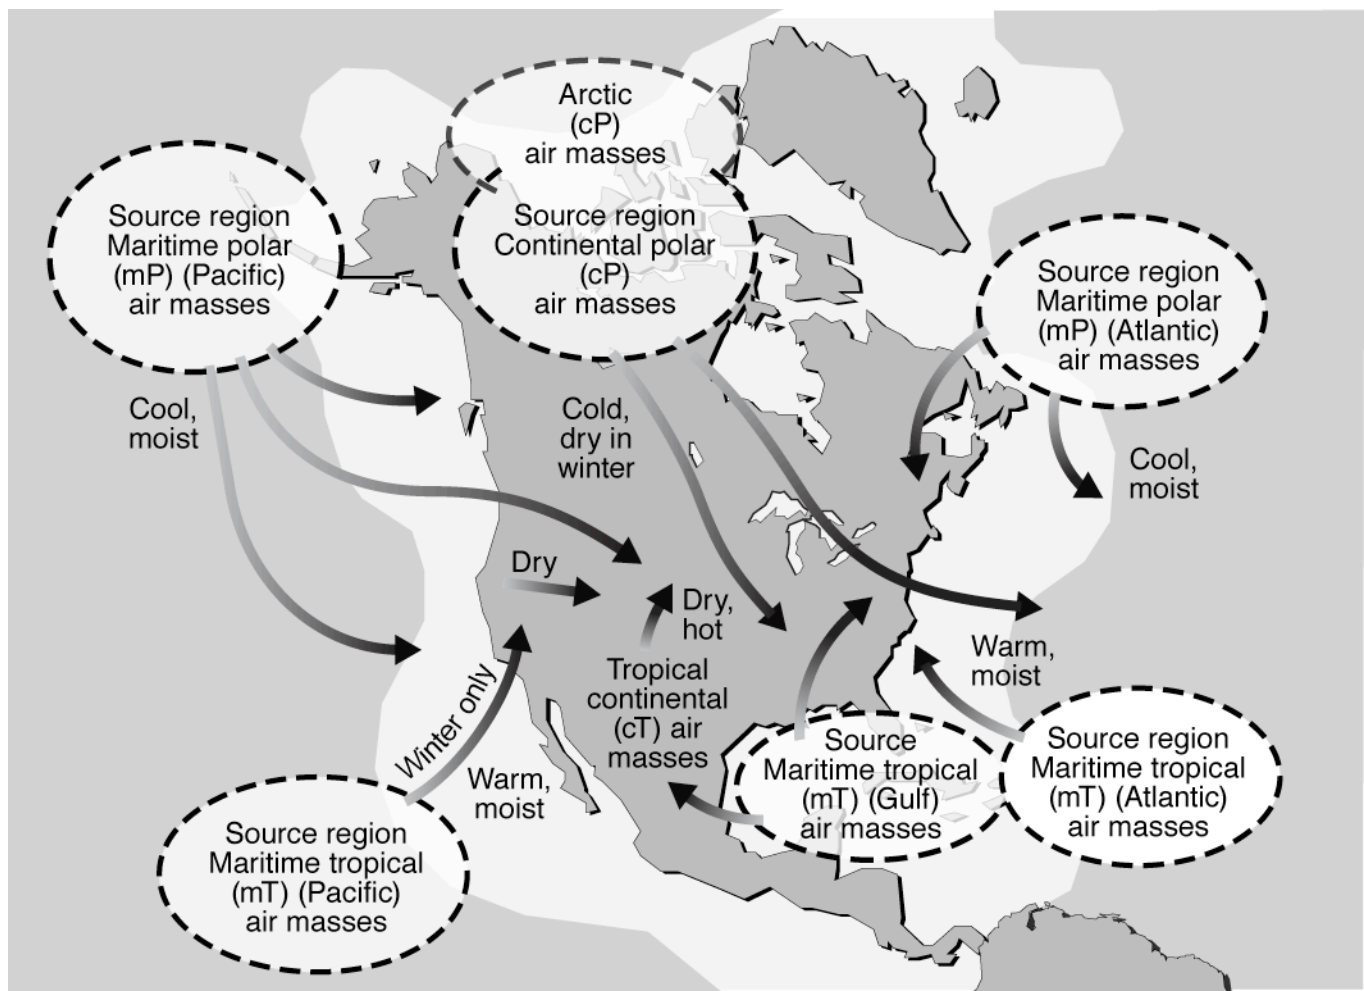 Arctic
(cP)
air masses
Source region
Maritime polar
(mP) (Pacific)
air masses
Source region
Continental polar
(cP)
air masses
Source region
Maritime polar
(mP) (Atlantic)
air masses
Cool,
moist
Cold,
dry in
winter
Cool,
moist
Dry
Dry,
hot
Tropical
continental
(cT) air
masses
Warm,
moist
Winter only
Warm,
moist
Source region
Maritime tropical
(mT) (Pacific)
air masses
Source
Maritime tropical
(mT) (Gulf)
air masses
Source region
Maritime tropical
(mT) (Atlantic)
air masses